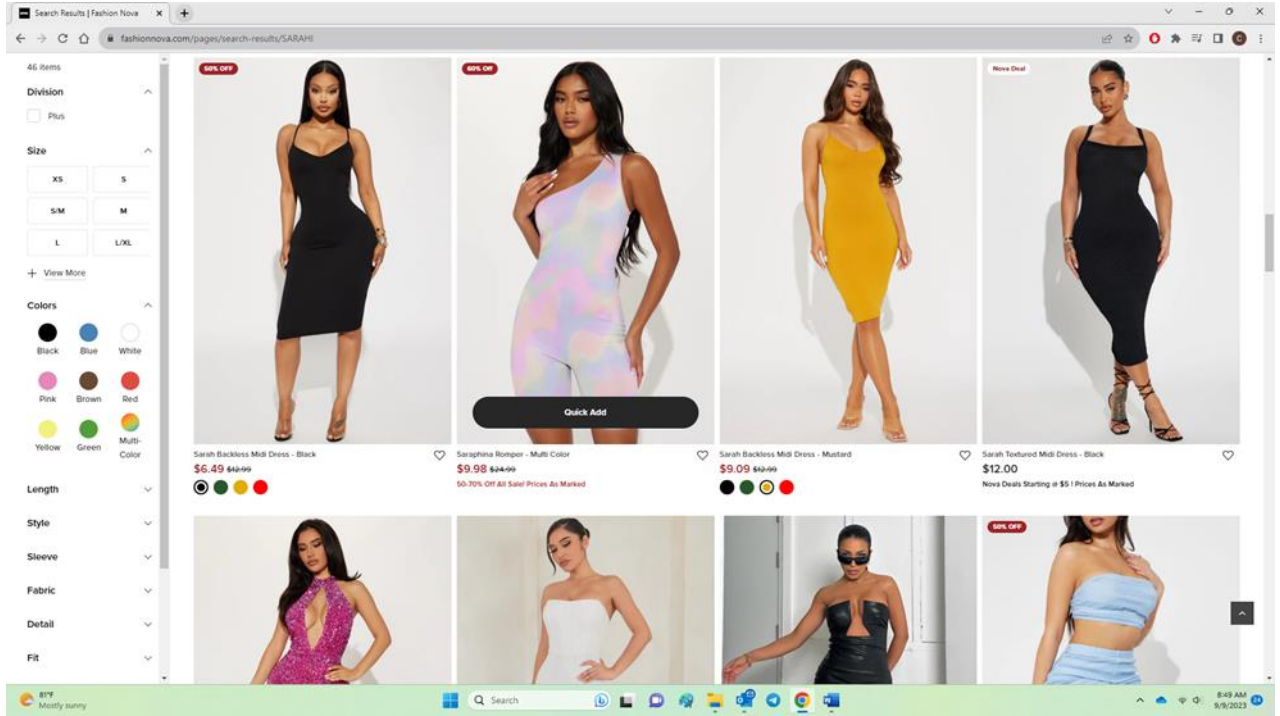 Search Results | Fashion Nova
fashionnova.com/pages/search-results/SARAHI
46 items
Division
Plus
Size
XS
S
S/M
M
L
L/XL
+ View More
Colors
Black
Blue
White
Pink
Brown
Red
Yellow
Green
Multi-
Color
Length
Style
Sleeve
Fabric
Detail
Fit
50% OFF
60% Off
Nova Deal
Quick Add
Sarah Backless Midi Dress - Black
$6.49 $12.99
Saraphina Romper - Multi Color
$9.98 $24.99
50-70% Off All Sale! Prices As Marked
Sarah Backless Midi Dress - Mustard
$9.09 $12.99
Sarah Textured Midi Dress - Black
$12.00
Nova Deals Starting @ $5 ! Prices As Marked
50% OFF
81°F
Mostly sunny
Search
8:49 AM
9/9/2023